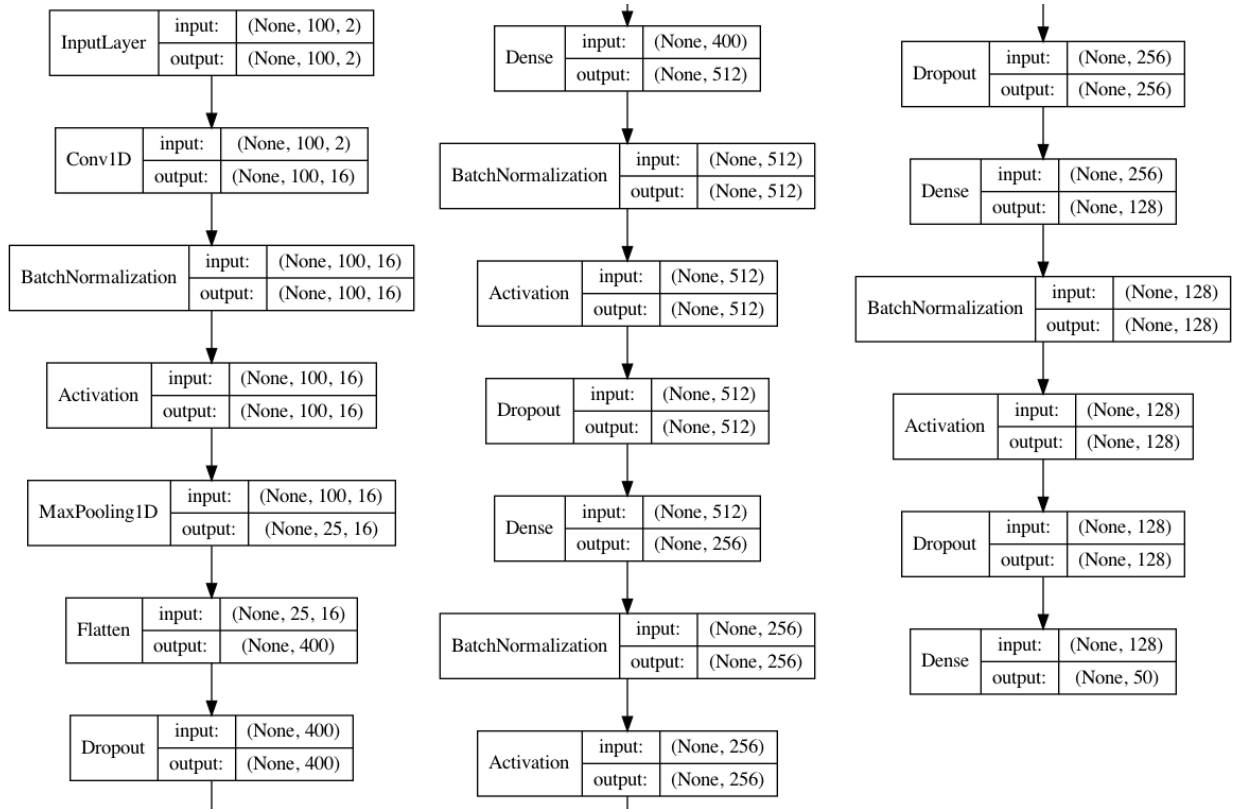 InputLayer
input: (None, 100, 2)
output: (None, 100, 2)
Conv1D
input: (None, 100, 2)
output: (None, 100, 16)
BatchNormalization
input: (None, 100, 16)
output: (None, 100, 16)
Activation
input: (None, 100, 16)
output: (None, 100, 16)
MaxPooling1D
input: (None, 100, 16)
output: (None, 25, 16)
Flatten
input: (None, 25, 16)
output: (None, 400)
Dropout
input: (None, 400)
output: (None, 400)
Dense
input: (None, 400)
output: (None, 512)
BatchNormalization
input: (None, 512)
output: (None, 512)
Activation
input: (None, 512)
output: (None, 512)
Dropout
input: (None, 512)
output: (None, 512)
Dense
input: (None, 512)
output: (None, 256)
BatchNormalization
input: (None, 256)
output: (None, 256)
Activation
input: (None, 256)
output: (None, 256)
Dropout
input: (None, 256)
output: (None, 256)
Dense
input: (None, 256)
output: (None, 128)
BatchNormalization
input: (None, 128)
output: (None, 128)
Activation
input: (None, 128)
output: (None, 128)
Dropout
input: (None, 128)
output: (None, 128)
Dense
input: (None, 128)
output: (None, 50)